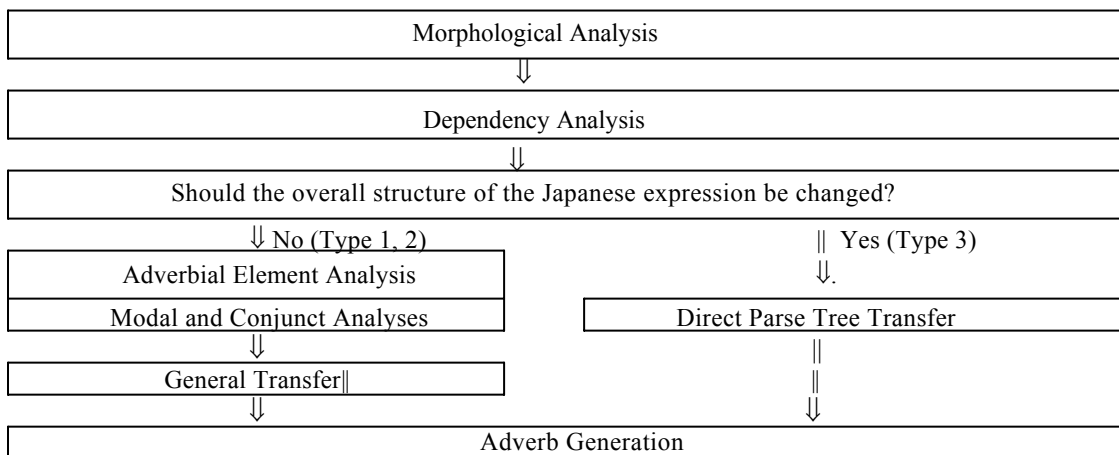 Morphological Analysis
⇓
Dependency Analysis
⇓
Should the overall structure of the Japanese expression be changed?
⇓ No (Type 1, 2)
|| Yes (Type 3)
⇓.
Adverbial Element Analysis
Modal and Conjunct Analyses
Direct Parse Tree Transfer
⇓
||
General Transfer||
||
⇓
⇓
Adverb Generation